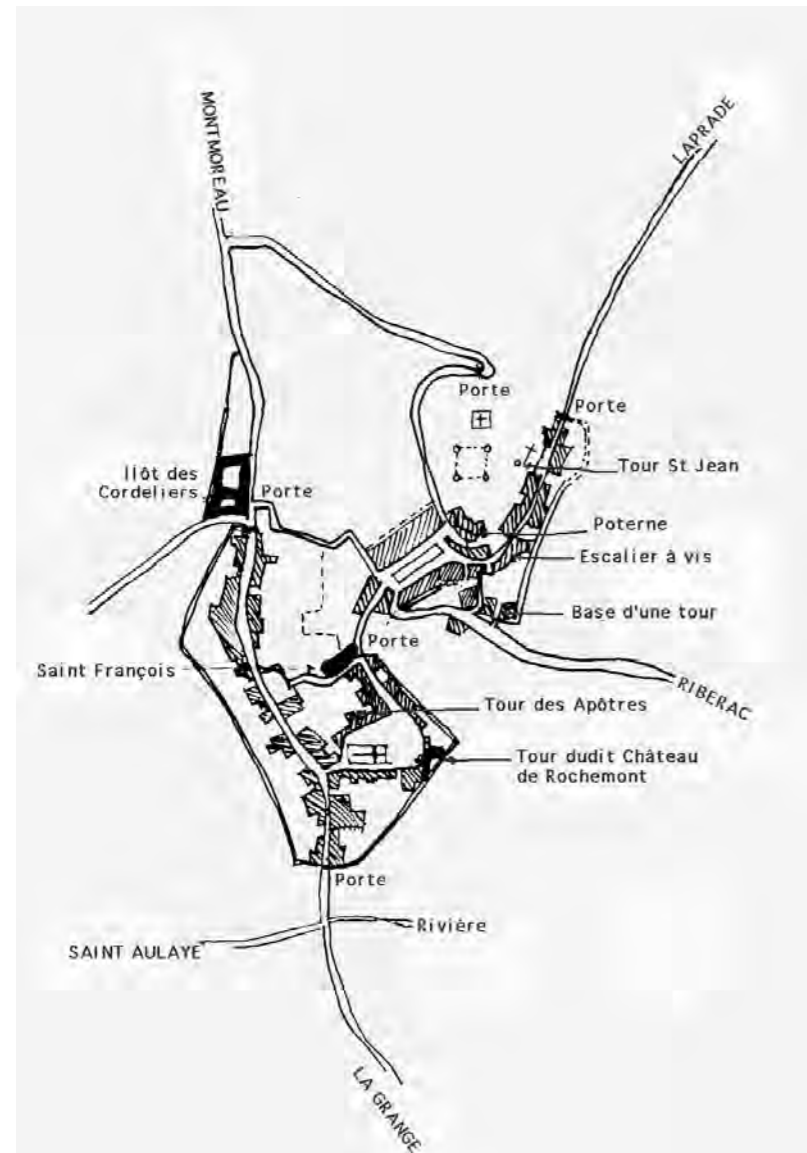 MONTMOREAU
LAPRADE
Porte
Porte
Tour St Jean
Ilôt des
Cordeliers
Porte
Poterne
Escalier à vis
Base d'une tour
Porte
Saint François
RIBERAC
Tour des Apôtres
Tour dudit Château
de Rochemont
Porte
Rivière
SAINT AULAYE
LA GRANGE